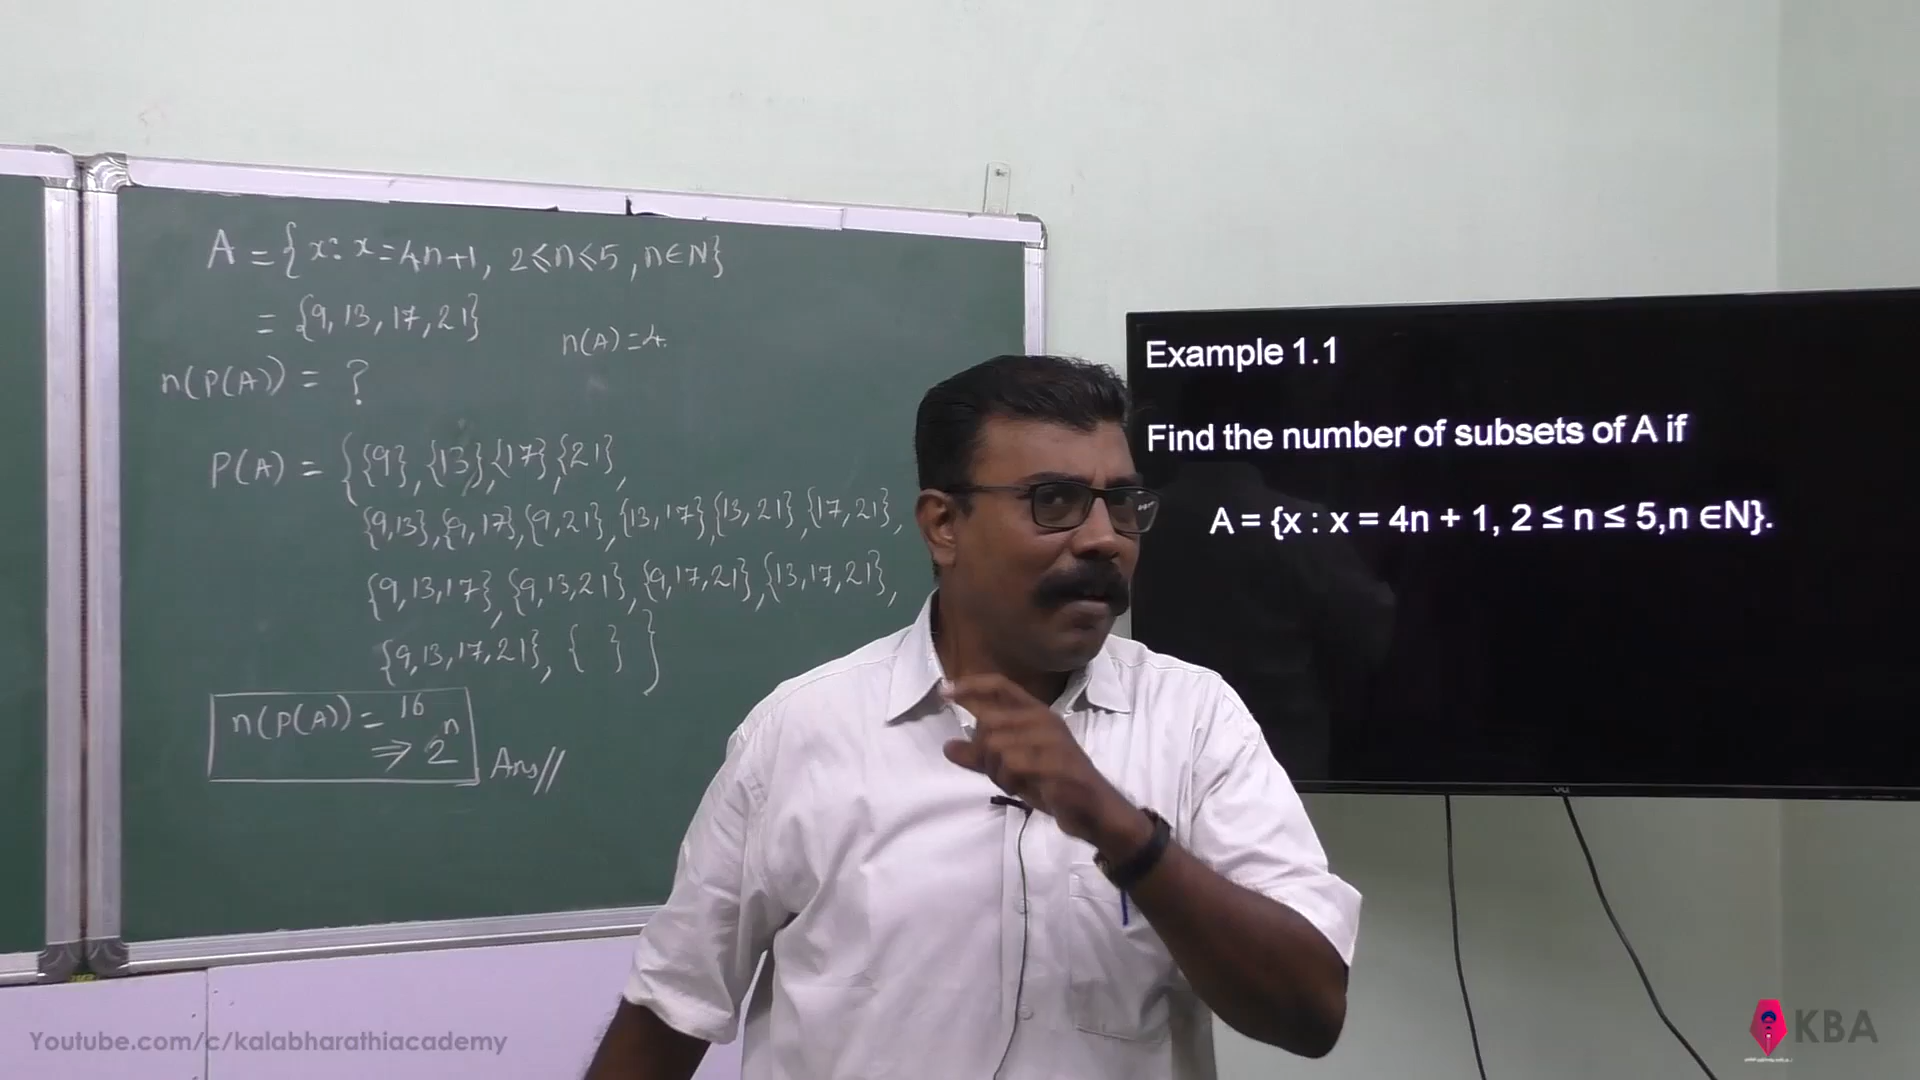 A = {x: x=4n+1, 2≤n≤5, n∈N}
= {9, 13, 17, 21}
n(A)=4.
n(P(A)) = ?
P(A) = {{9}, {13}, {17}, {21},
{9,13}, {9,17}, {9,21}, {13,17}, {13,21}, {17,21},
{9,13,17}, {9,13,21}, {9,17,21}, {13,17,21},
{9,13,17,21}, { } }
n(P(A)) = 16
⇒ 2ⁿ
Ans//
Example 1.1
Find the number of subsets of A if
A = {x : x = 4n + 1, 2 ≤ n ≤ 5,n ∈N}.
Youtube.com/c/kalabharathiacademy
KBA